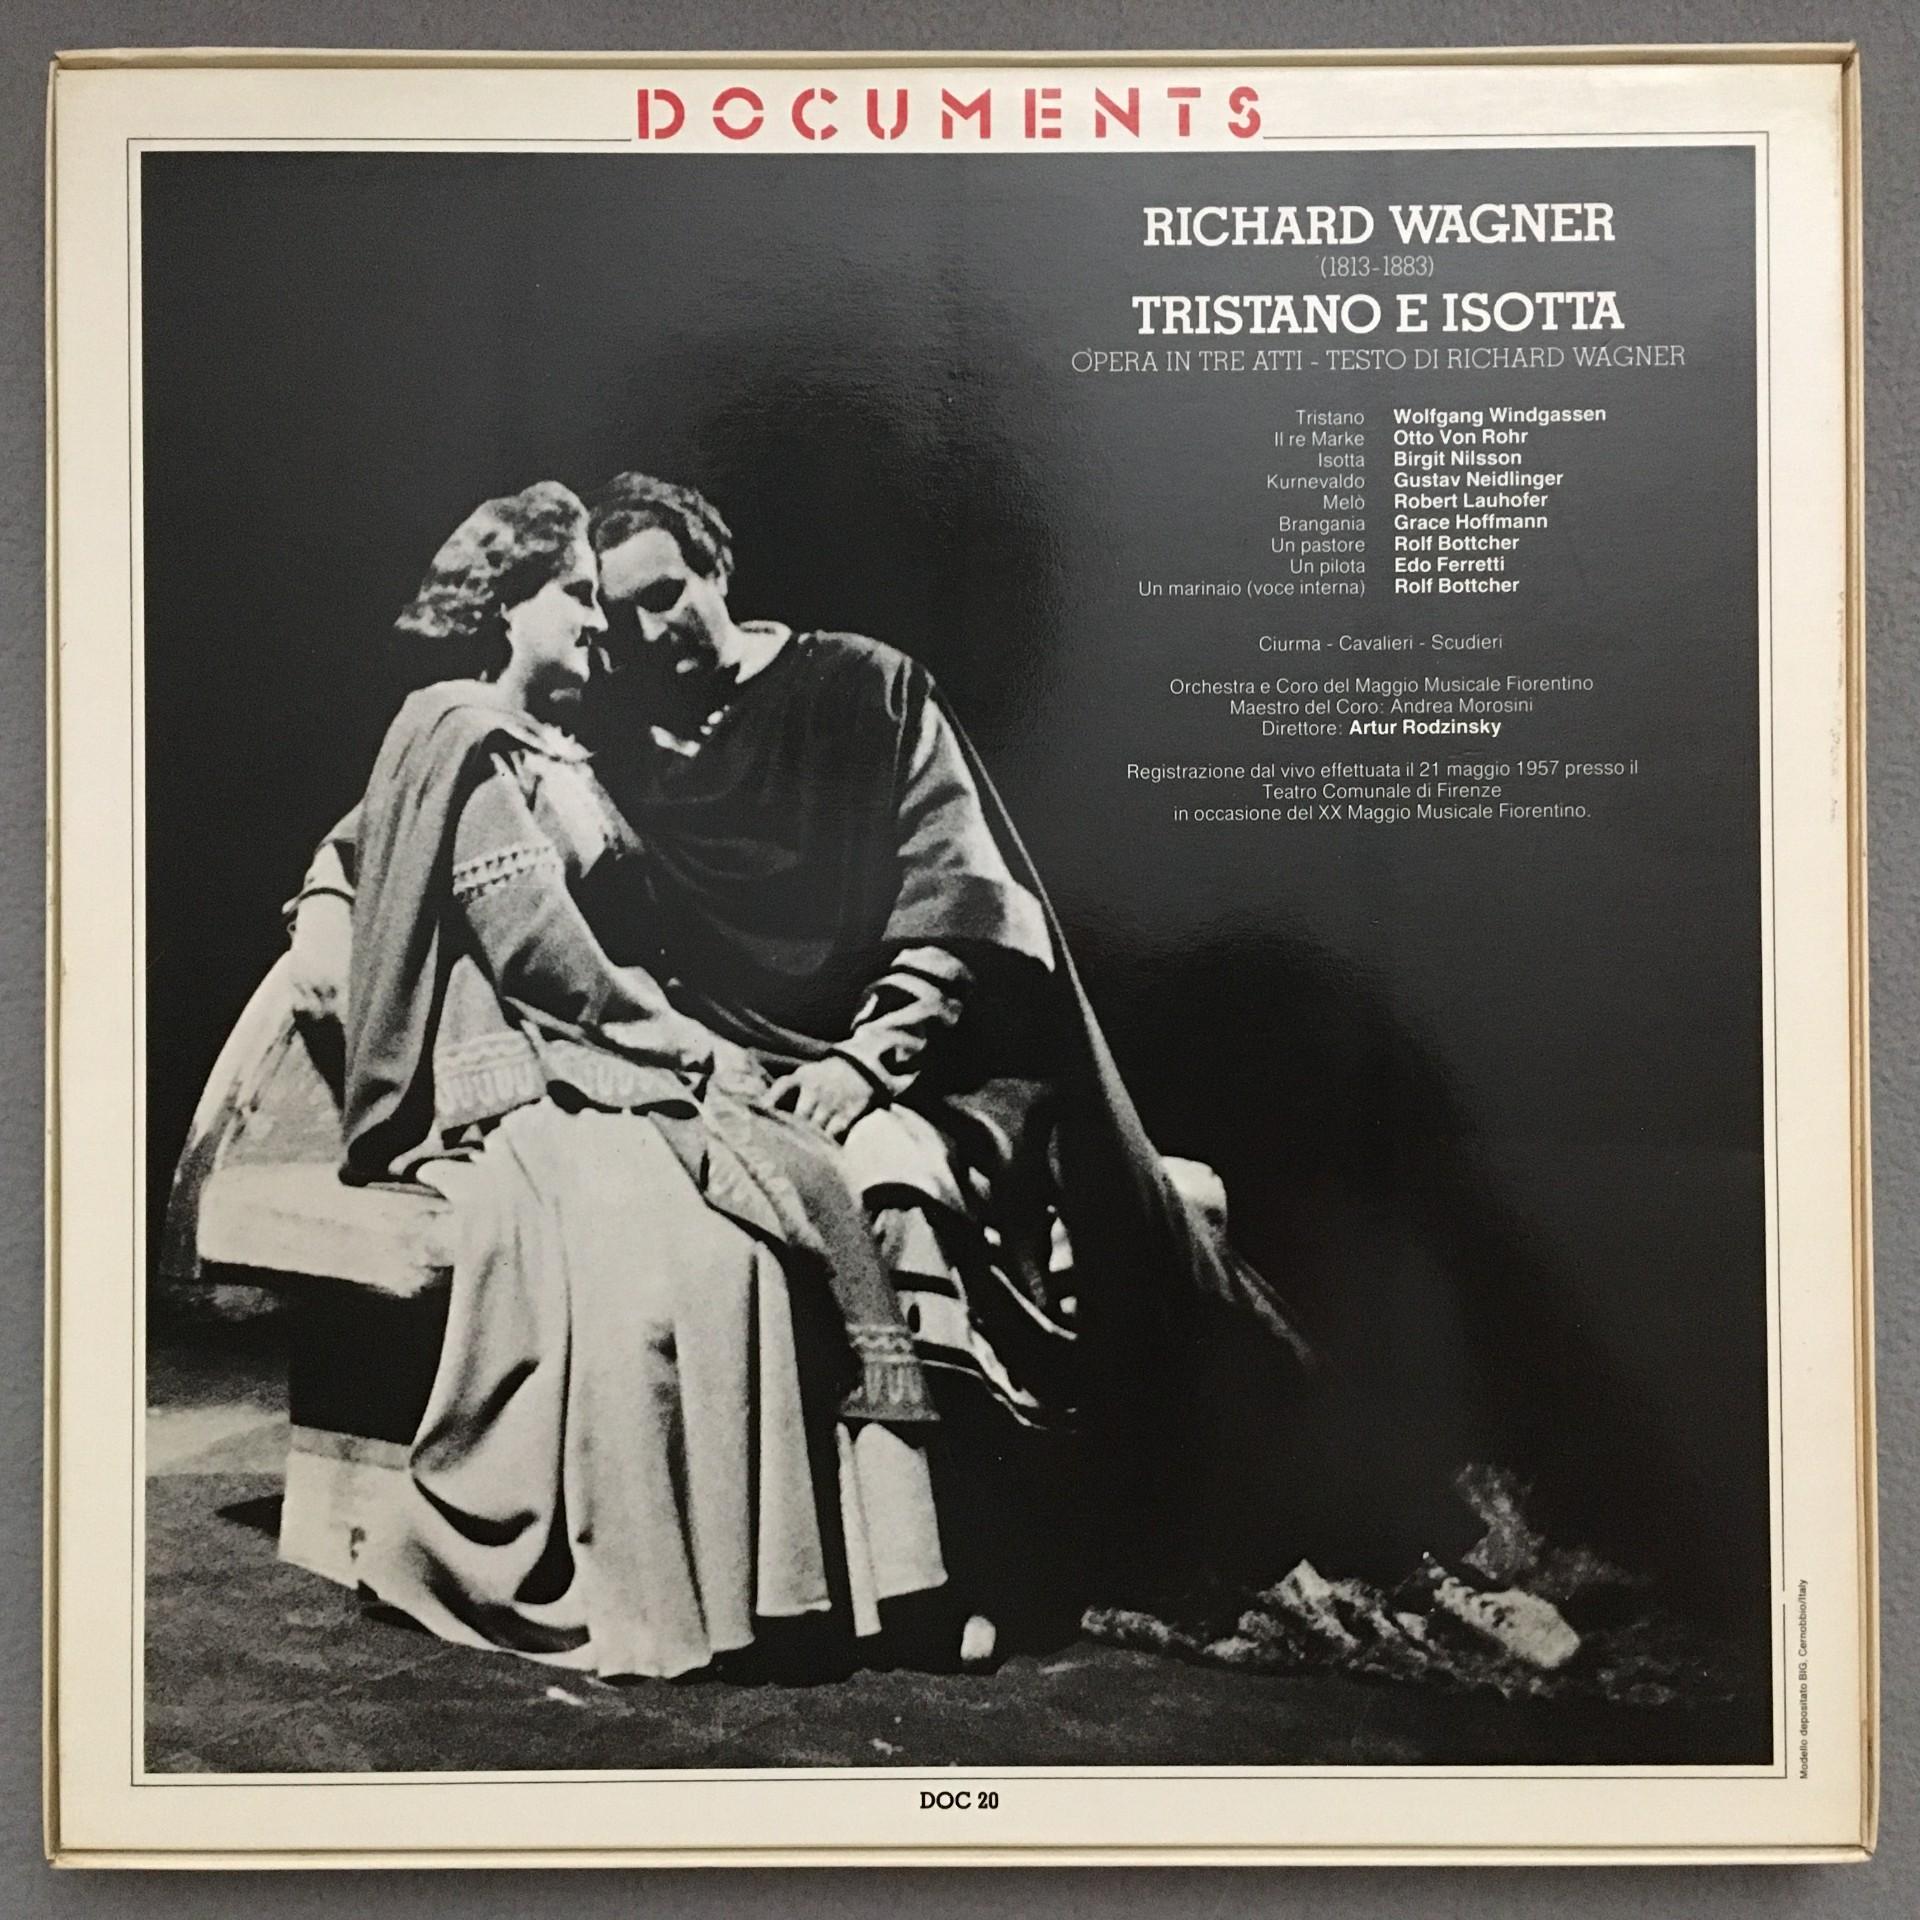 DOCUMENTS
RICHARD WAGNER
(1813-1883)
TRISTANO E ISOTTA
OPERA IN TRE ATTI - TESTO DI RICHARD WAGNER
Tristano Wolfgang Windgassen
Il re Marke Otto Von Rohr
Isotta Birgit Nilsson
Kurnevaldo Gustav Neidlinger
Melò Robert Lauhofer
Brangania Grace Hoffmann
Un pastore Rolf Bottcher
Un pilota Edo Ferretti
Un marinaio (voce interna) Rolf Bottcher
Ciurma - Cavalieri - Scudieri
Orchestra e Coro del Maggio Musicale Fiorentino
Maestro del Coro: Andrea Morosini
Direttore: Artur Rodzinsky
Registrazione dal vivo effettuata il 21 maggio 1957 presso il
Teatro Comunale di Firenze
in occasione del XX Maggio Musicale Fiorentino.
Modello depositato BIG, Cernobbio/Italy
DOC 20